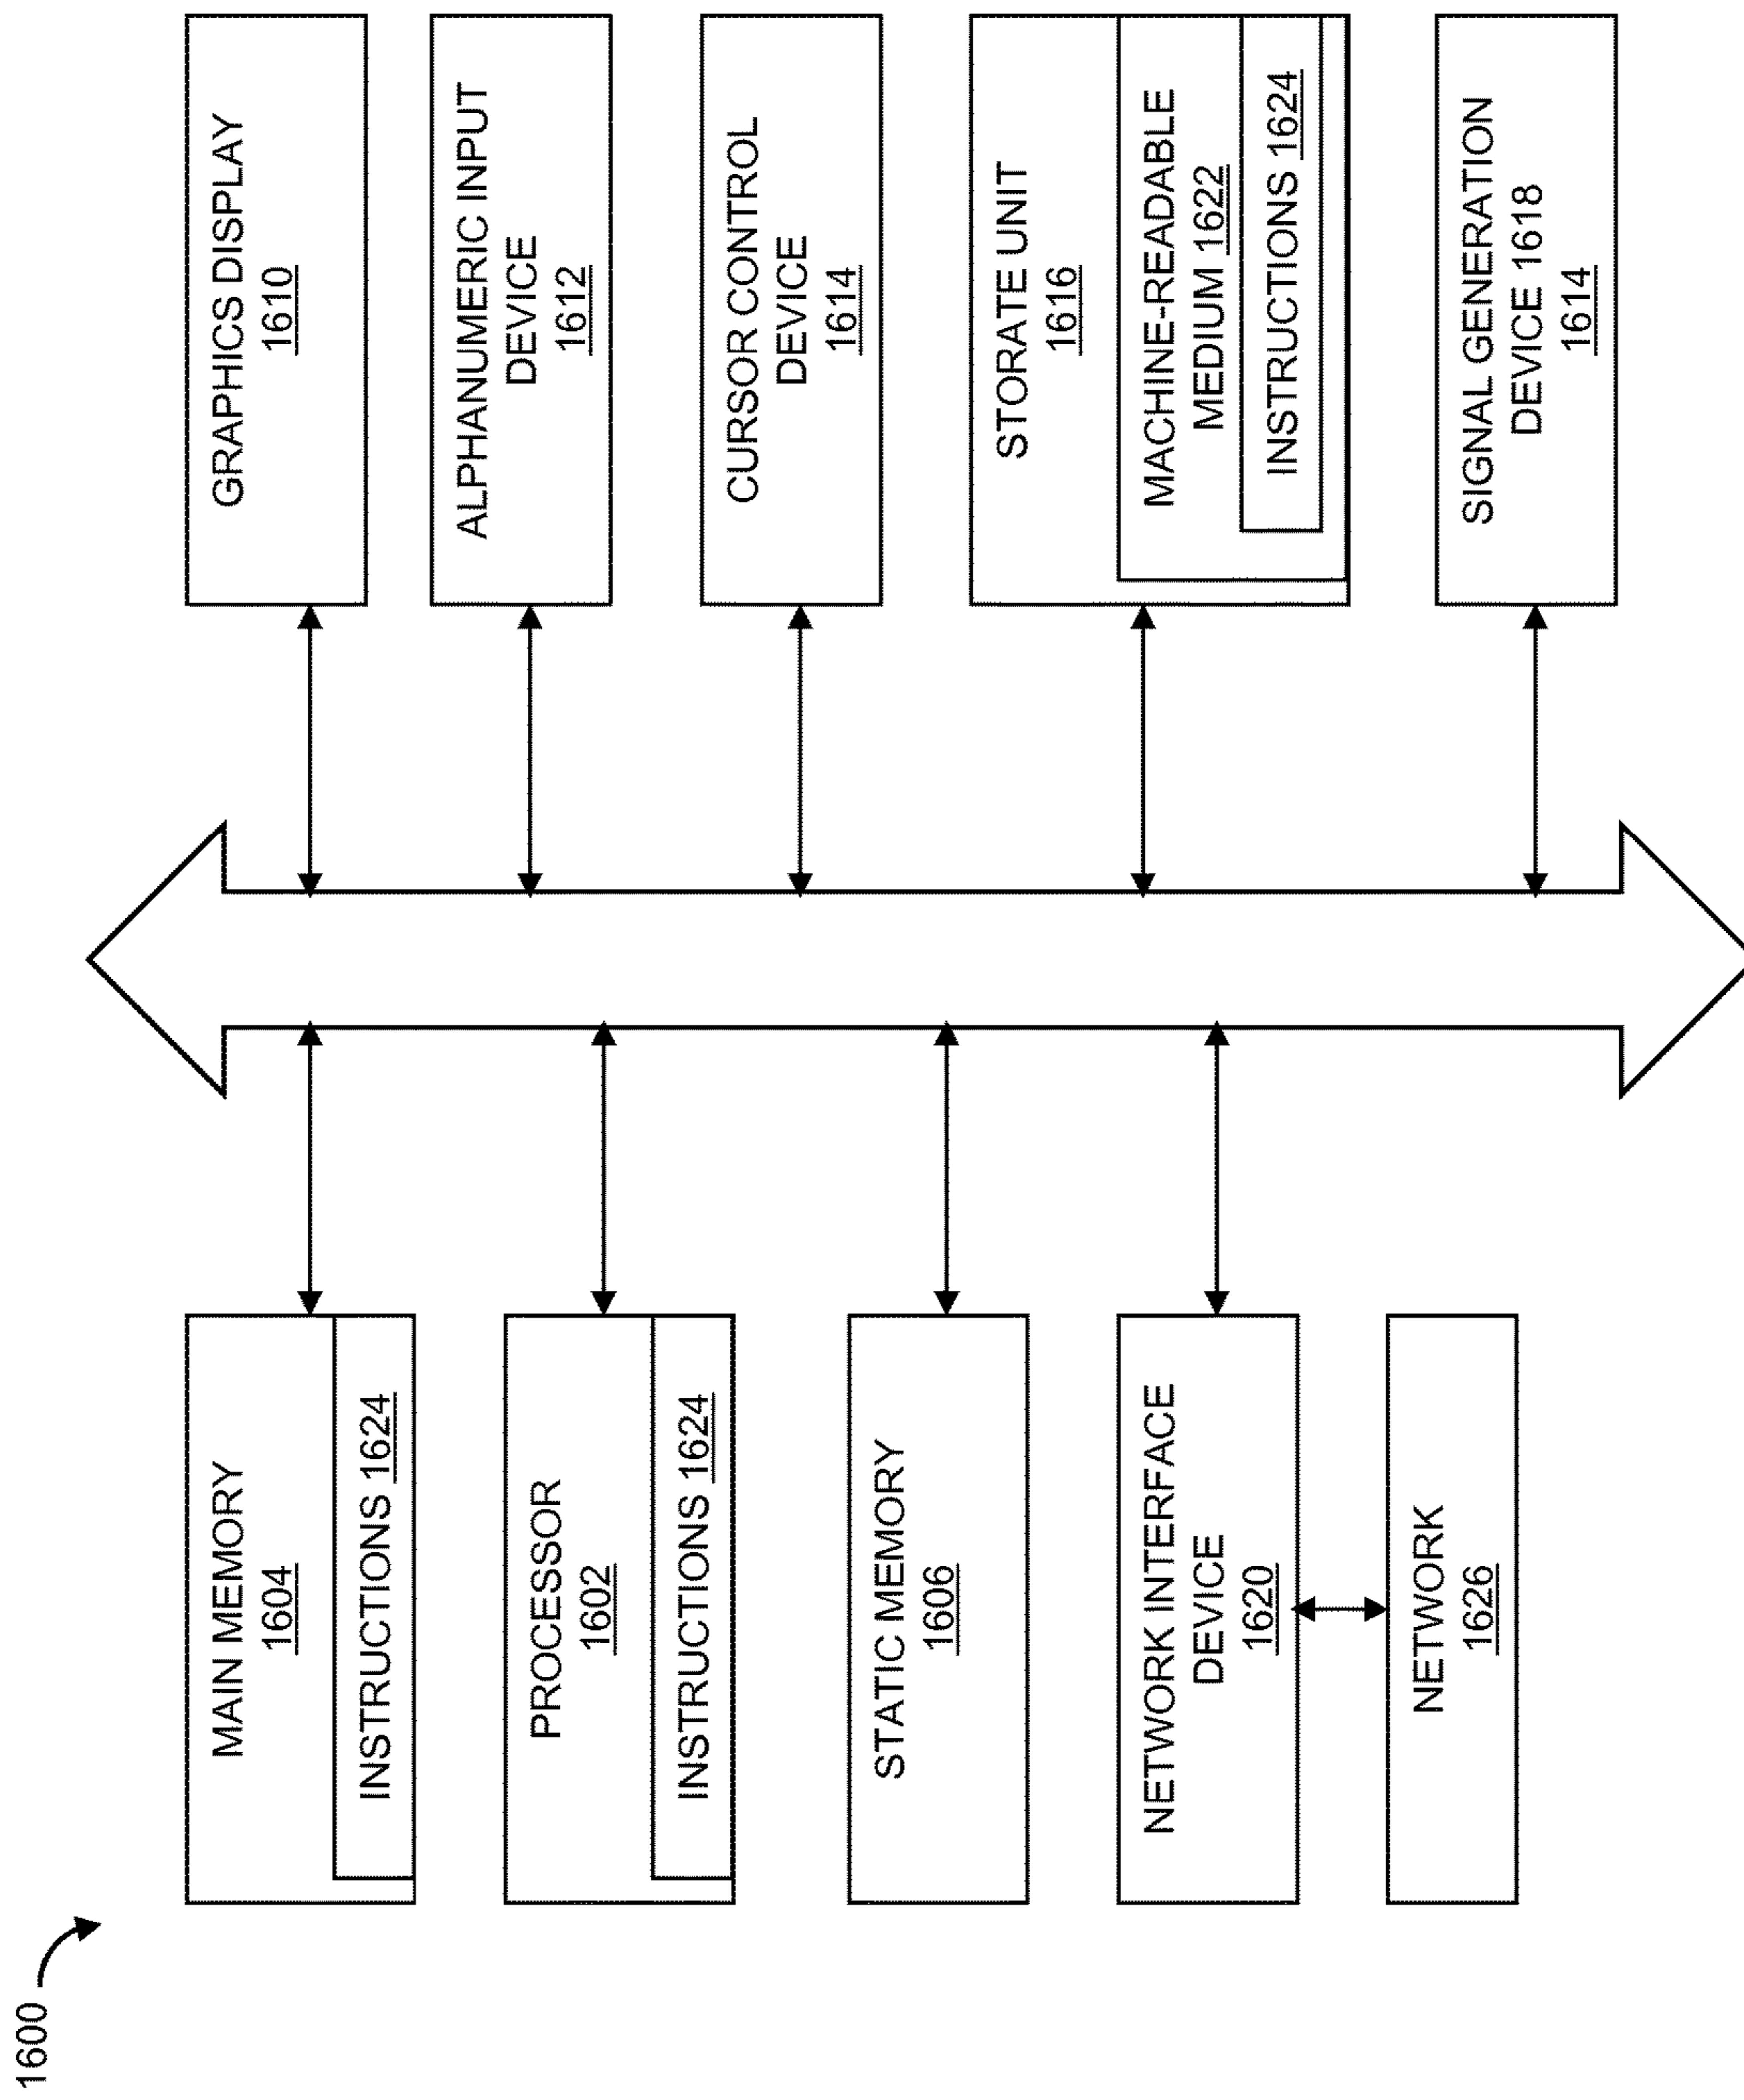 1600
MAIN MEMORY
1604
INSTRUCTIONS 1624
PROCESSOR
1602
INSTRUCTIONS 1624
STATIC MEMORY
1606
NETWORK INTERFACE
DEVICE
1620
NETWORK
1626
GRAPHICS DISPLAY
1610
ALPHANUMERIC INPUT
DEVICE
1612
CURSOR CONTROL
DEVICE
1614
STORATE UNIT
1616
MACHINE-READABLE
MEDIUM 1622
INSTRUCTIONS 1624
SIGNAL GENERATION
DEVICE 1618
1614